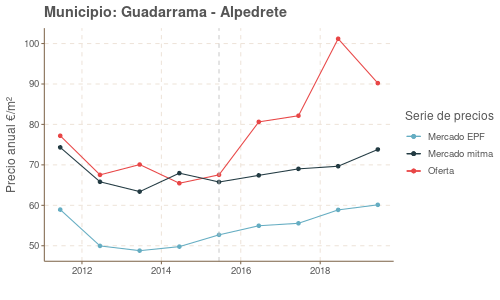 Municipio: Guadarrama - Alpedrete
Precio anual €/m²
100
90
80
70
60
50
2012
2014
2016
2018
Serie de precios
Mercado EPF
Mercado mitma
Oferta